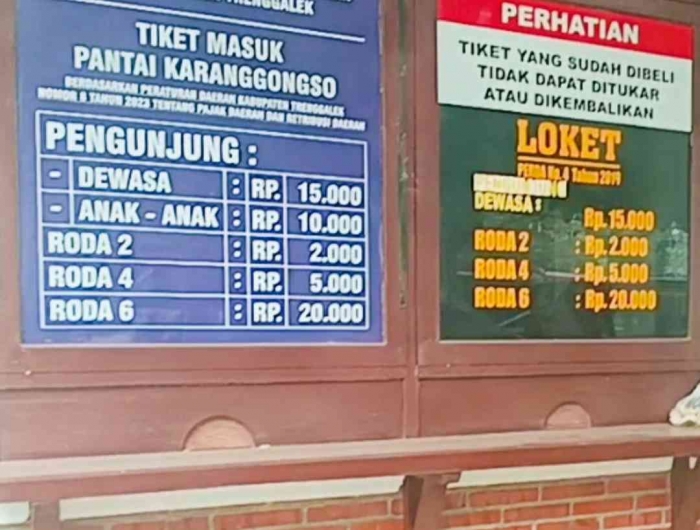 TRENGGALEK
TIKET MASUK
PANTAI KARANGGONGSO
BERDASARKAN PERATURAN DAERAH KABUPATEN TRENGGALEK
NOMOR 6 TAHUN 2023 TENTANG PAJAK DAERAH DAN RETRIBUSI DAERAH
PENGUNJUNG :
- DEWASA : RP. 15.000
- ANAK - ANAK : RP. 10.000
RODA 2 : RP. 2.000
RODA 4 : RP. 5.000
RODA 6 : RP. 20.000
PERHATIAN
TIKET YANG SUDAH DIBELI
TIDAK DAPAT DITUKAR
ATAU DIKEMBALIKAN
LOKET
PERDA No. 4 Tahun 2019
DEWASA : Rp. 15.000
RODA 2 : Rp. 2.000
RODA 4 : Rp. 5.000
RODA 6 : Rp. 20.000